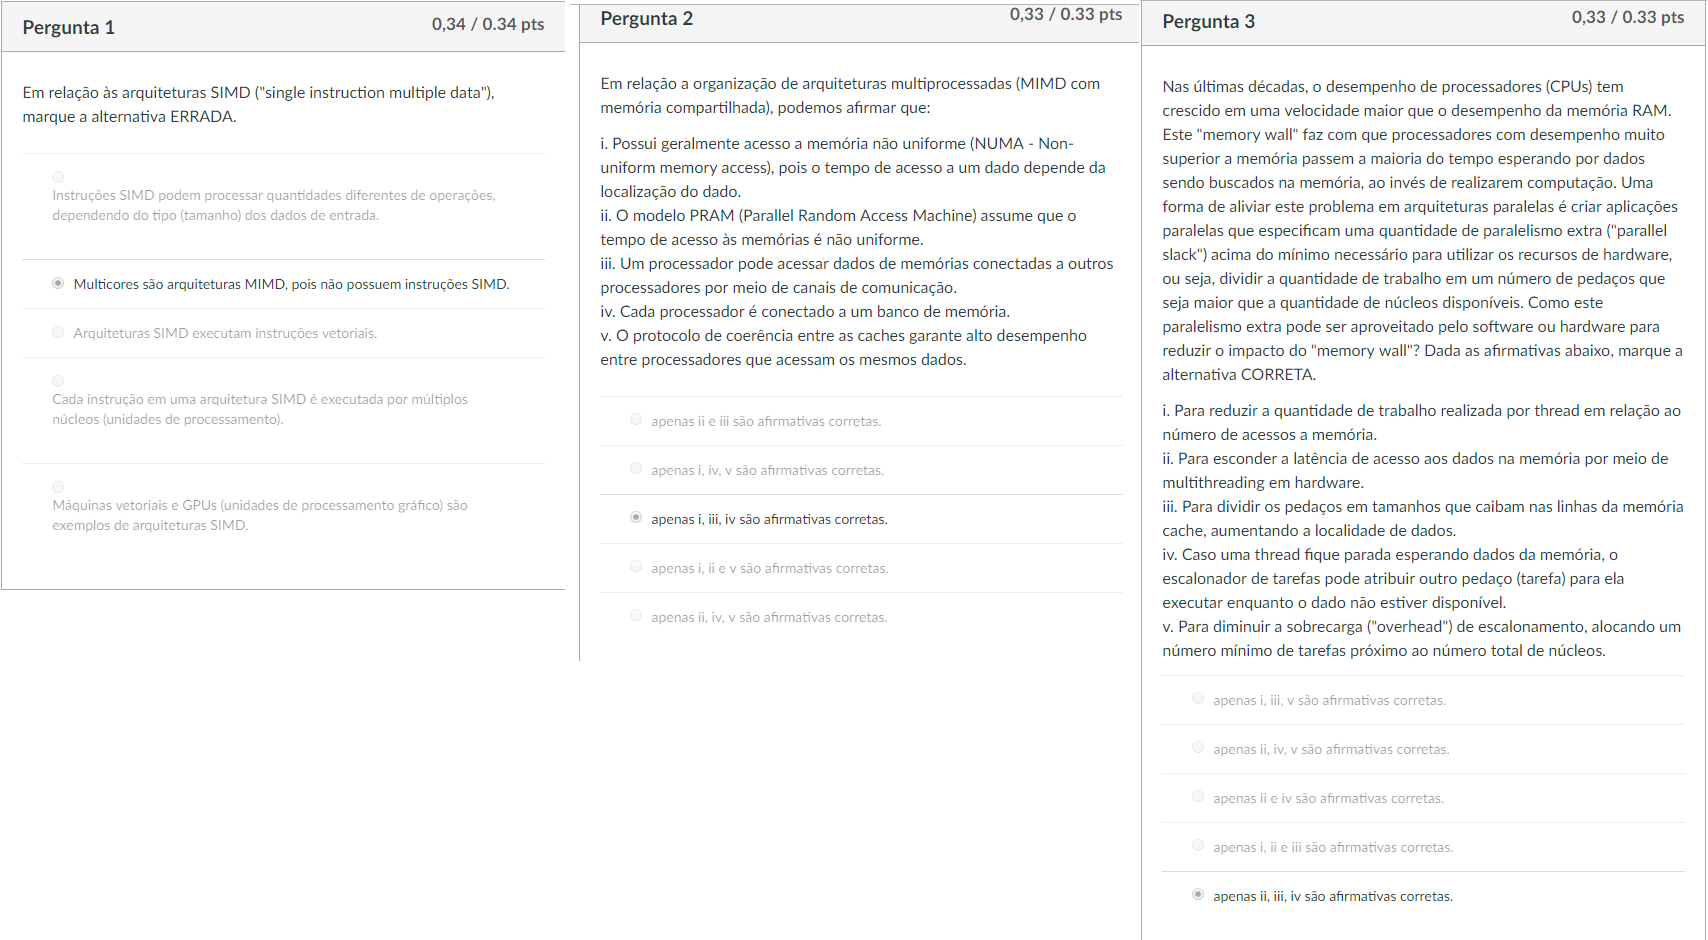 Pergunta 1
0,34 / 0.34 pts
Em relação às arquiteturas SIMD ("single instruction multiple data"),
marque a alternativa ERRADA.
Instruções SIMD podem processar quantidades diferentes de operações,
dependendo do tipo (tamanho) dos dados de entrada.
Multicores são arquiteturas MIMD, pois não possuem instruções SIMD.
Arquiteturas SIMD executam instruções vetoriais.
Cada instrução em uma arquitetura SIMD é executada por múltiplos
núcleos (unidades de processamento).
Máquinas vetoriais e GPUs (unidades de processamento gráfico) são
exemplos de arquiteturas SIMD.
Pergunta 2
0,33 / 0.33 pts
Em relação a organização de arquiteturas multiprocessadas (MIMD com
memória compartilhada), podemos afirmar que:
i. Possui geralmente acesso a memória não uniforme (NUMA - Non-
uniform memory access), pois o tempo de acesso a um dado depende da
localização do dado.
ii. O modelo PRAM (Parallel Random Access Machine) assume que o
tempo de acesso às memórias é não uniforme.
iii. Um processador pode acessar dados de memórias conectadas a outros
processadores por meio de canais de comunicação.
iv. Cada processador é conectado a um banco de memória.
v. O protocolo de coerência entre as caches garante alto desempenho
entre processadores que acessam os mesmos dados.
apenas ii e iii são afirmativas corretas.
apenas i, iv, v são afirmativas corretas.
apenas i, iii, iv são afirmativas corretas.
apenas i, ii e v são afirmativas corretas.
apenas ii, iv, v são afirmativas corretas.
Pergunta 3
0,33 / 0.33 pts
Nas últimas décadas, o desempenho de processadores (CPUs) tem
crescido em uma velocidade maior que o desempenho da memória RAM.
Este "memory wall" faz com que processadores com desempenho muito
superior a memória passem a maioria do tempo esperando por dados
sendo buscados na memória, ao invés de realizarem computação. Uma
forma de aliviar este problema em arquiteturas paralelas é criar aplicações
paralelas que especificam uma quantidade de paralelismo extra ("parallel
slack") acima do mínimo necessário para utilizar os recursos de hardware,
ou seja, dividir a quantidade de trabalho em um número de pedaços que
seja maior que a quantidade de núcleos disponíveis. Como este
paralelismo extra pode ser aproveitado pelo software ou hardware para
reduzir o impacto do "memory wall"? Dada as afirmativas abaixo, marque a
alternativa CORRETA.
i. Para reduzir a quantidade de trabalho realizada por thread em relação ao
número de acessos a memória.
ii. Para esconder a latência de acesso aos dados na memória por meio de
multithreading em hardware.
iii. Para dividir os pedaços em tamanhos que caibam nas linhas da memória
cache, aumentando a localidade de dados.
iv. Caso uma thread fique parada esperando dados da memória, o
escalonador de tarefas pode atribuir outro pedaço (tarefa) para ela
executar enquanto o dado não estiver disponível.
v. Para diminuir a sobrecarga ("overhead") de escalonamento, alocando um
número mínimo de tarefas próximo ao número total de núcleos.
apenas i, iii, v são afirmativas corretas.
apenas ii, iv, v são afirmativas corretas.
apenas ii e iv são afirmativas corretas.
apenas i, ii e iii são afirmativas corretas.
apenas ii, iii, iv são afirmativas corretas.